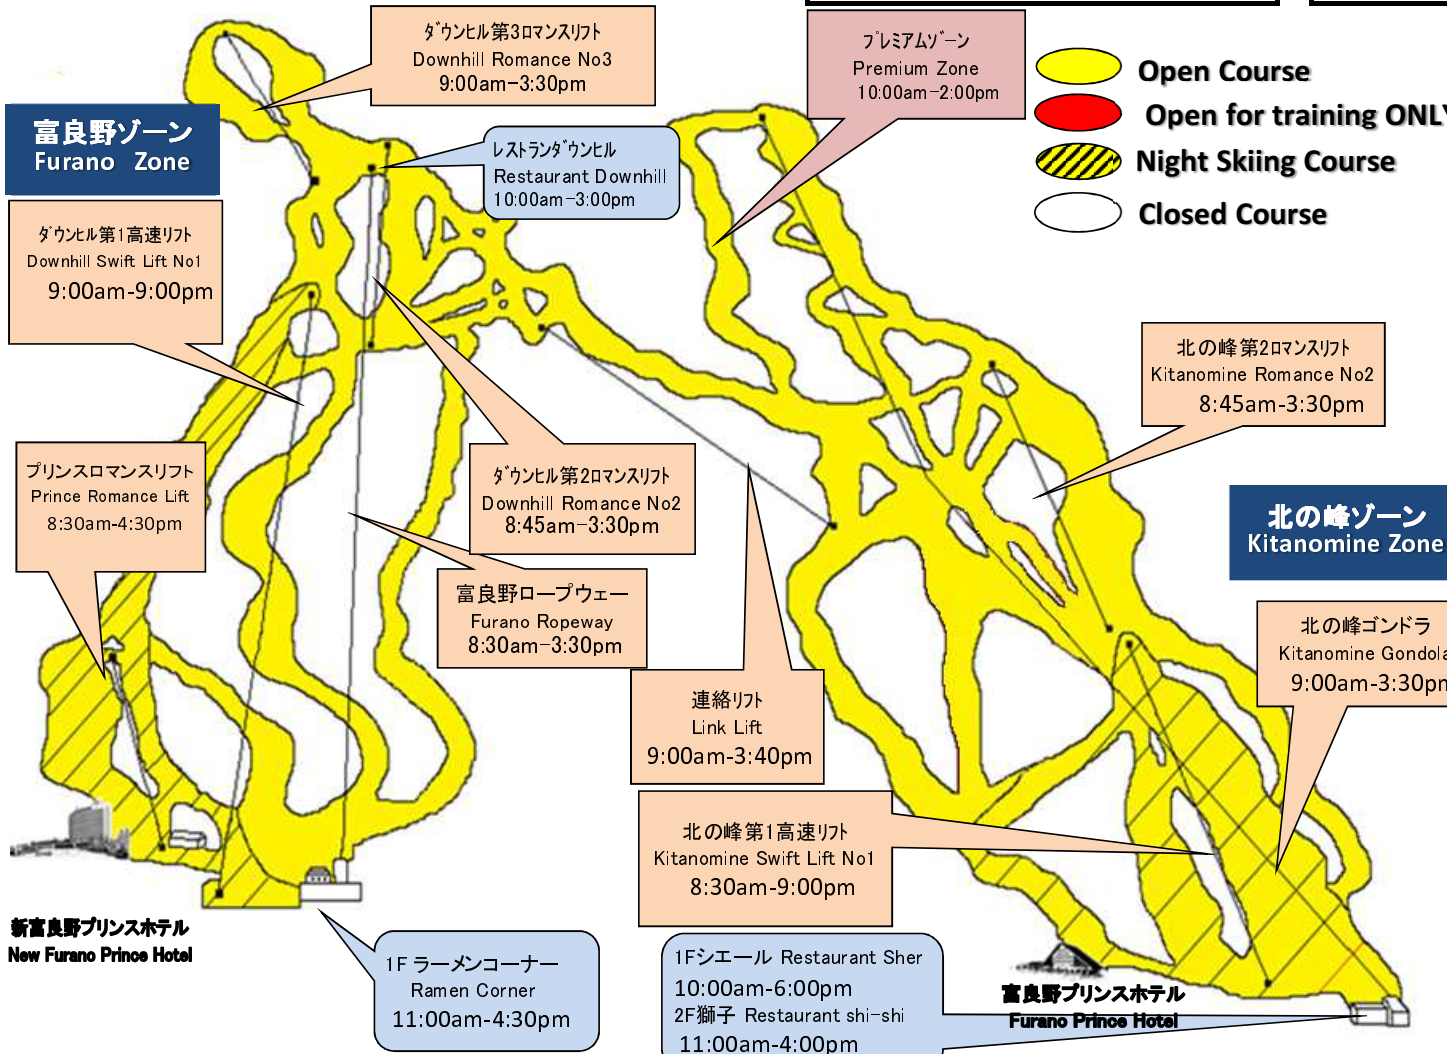 ダウンヒル第3ロマンスリフト
Downhill Romance No3
9:00am-3:30pm
プレミアムゾーン
Premium Zone
10:00am-2:00pm
Open Course
Open for training ONLY
Night Skiing Course
Closed Course
富良野ゾーン
Furano Zone
レストランダウンヒル
Restaurant Downhill
10:00am-3:00pm
ダウンヒル第1高速リフト
Downhill Swift Lift No1
9:00am-9:00pm
北の峰第2ロマンスリフト
Kitanomine Romance No2
8:45am-3:30pm
プリンスロマンスリフト
Prince Romance Lift
8:30am-4:30pm
ダウンヒル第2ロマンスリフト
Downhill Romance No2
8:45am-3:30pm
北の峰ゾーン
Kitanomine Zone
富良野ロープウェー
Furano Ropeway
8:30am-3:30pm
北の峰ゴンドラ
Kitanomine Gondola
9:00am-3:30pm
連絡リフト
Link Lift
9:00am-3:40pm
北の峰第1高速リフト
Kitanomine Swift Lift No1
8:30am-9:00pm
新富良野プリンスホテル
New Furano Prince Hotel
1F ラーメンコーナー
Ramen Corner
11:00am-4:30pm
1Fシエール Restaurant Sher
10:00am-6:00pm
2F獅子 Restaurant shi-shi
11:00am-4:00pm
富良野プリンスホテル
Furano Prince Hotel